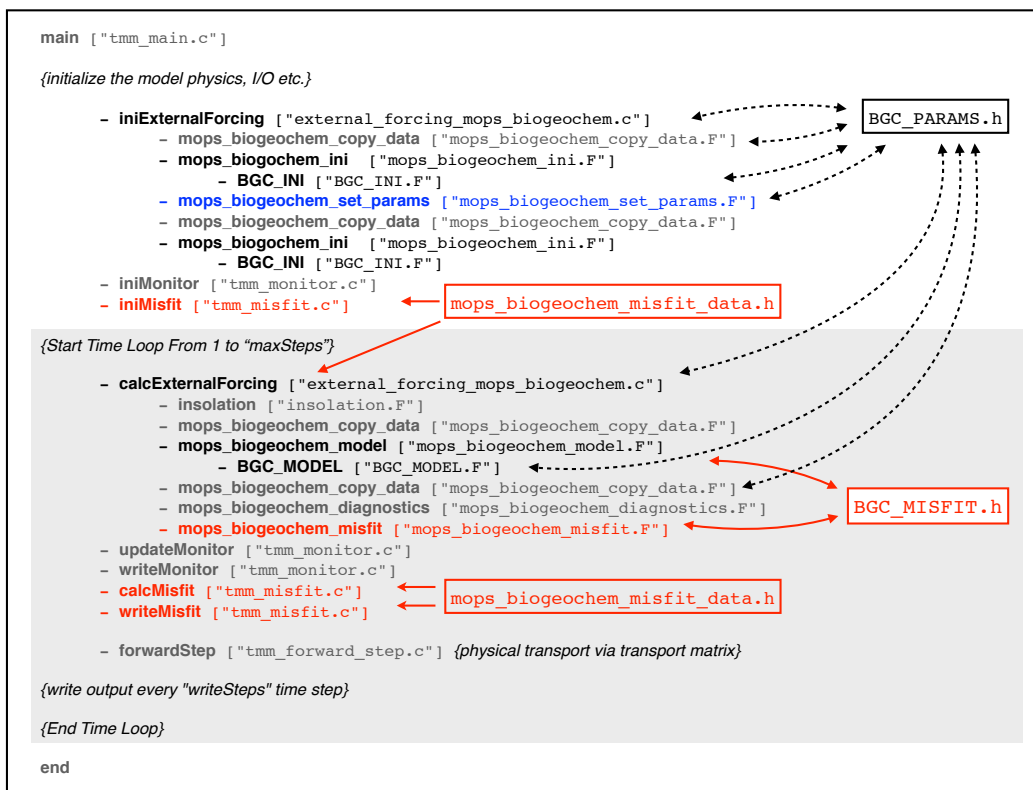 main ["tmm_main.c"]
{initialize the model physics, I/O etc.}
– iniExternalForcing ["external_forcing_mops_biogeochem.c"]
BGC_PARAMS.h
– mops_biogeochem_copy_data ["mops_biogeochem_copy_data.F"]
– mops_biogochem_ini ["mops_biogeochem_ini.F"]
– BGC_INI ["BGC_INI.F"]
– mops_biogeochem_set_params ["mops_biogeochem_set_params.F"]
– mops_biogeochem_copy_data ["mops_biogeochem_copy_data.F"]
– mops_biogochem_ini ["mops_biogeochem_ini.F"]
– BGC_INI ["BGC_INI.F"]
– iniMonitor ["tmm_monitor.c"]
– iniMisfit ["tmm_misfit.c"]
mops_biogeochem_misfit_data.h
{Start Time Loop From 1 to “maxSteps”}
– calcExternalForcing ["external_forcing_mops_biogeochem.c"]
– insolation ["insolation.F"]
– mops_biogeochem_copy_data ["mops_biogeochem_copy_data.F"]
– mops_biogeochem_model ["mops_biogeochem_model.F"]
– BGC_MODEL ["BGC_MODEL.F"]
– mops_biogeochem_copy_data ["mops_biogeochem_copy_data.F"]
– mops_biogeochem_diagnostics ["mops_biogeochem_diagnostics.F"]
BGC_MISFIT.h
– mops_biogeochem_misfit ["mops_biogeochem_misfit.F"]
– updateMonitor ["tmm_monitor.c"]
– writeMonitor ["tmm_monitor.c"]
– calcMisfit ["tmm_misfit.c"]
– writeMisfit ["tmm_misfit.c"]
mops_biogeochem_misfit_data.h
– forwardStep ["tmm_forward_step.c"] {physical transport via transport matrix}
{write output every "writeSteps" time step}
{End Time Loop}
end